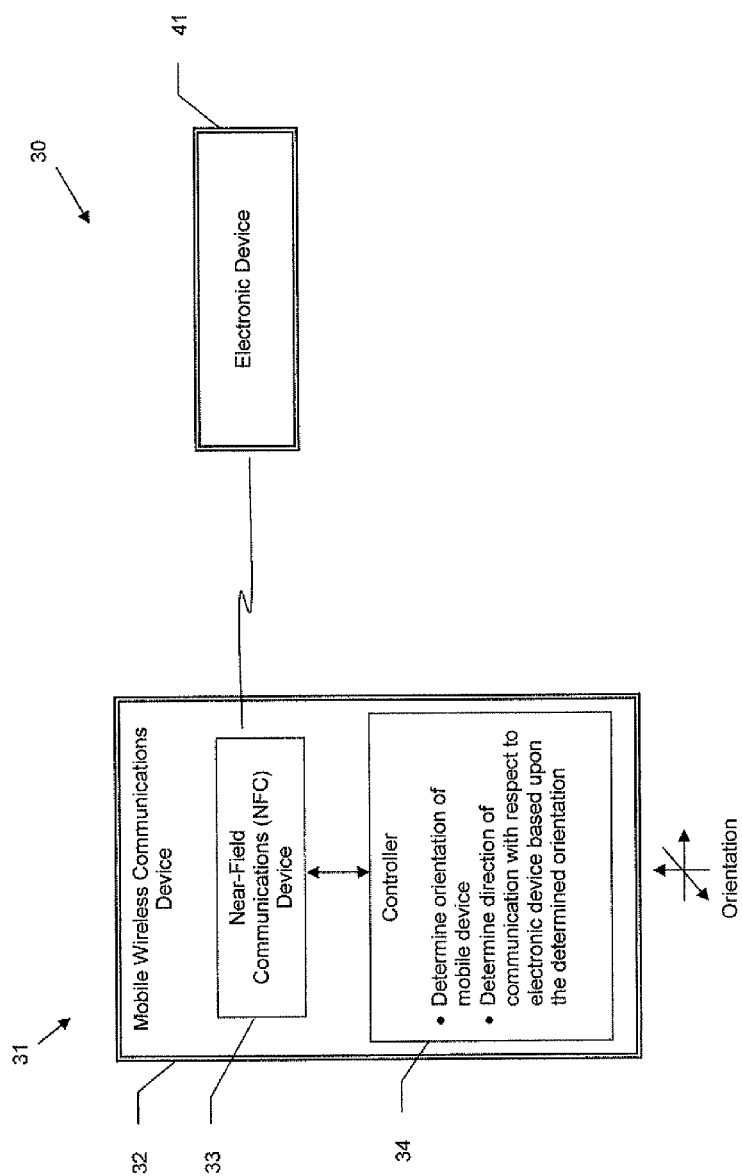 30
31
41
Mobile Wireless Communications
Device
32
Near-Field
Communications (NFC)
Device
33
Electronic Device
Controller
• Determine orientation of
mobile device
• Determine direction of
communication with respect to
electronic device based upon
the determined orientation
34
Orientation